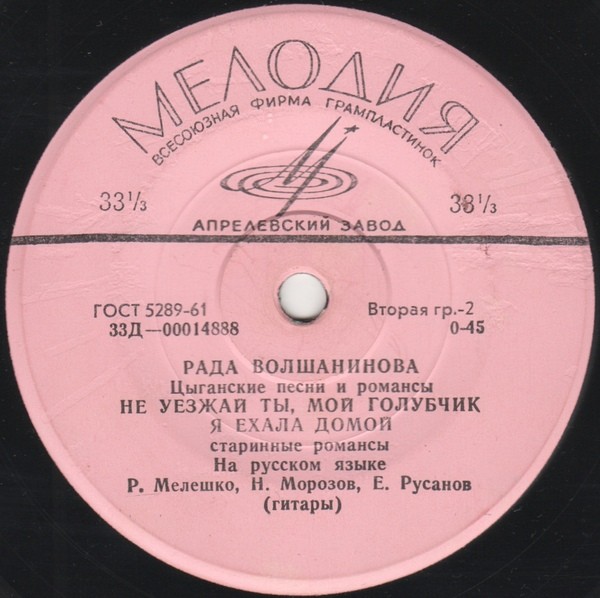 МЕЛОДИЯ
ВСЕСОЮЗНАЯ ФИРМА ГРАМПЛАСТИНОК
33⅓ 33⅓
АПРЕЛЕВСКИЙ ЗАВОД
ГОСТ 5289-61 Вторая гр.-2
33Д—00014888 0-45
РАДА ВОЛШАНИНОВА
Цыганские песни и романсы
НЕ УЕЗЖАЙ ТЫ, МОЙ ГОЛУБЧИК
Я ЕХАЛА ДОМОЙ
старинные романсы
На русском языке
Р. Мелешко, Н. Морозов, Е. Русанов
(гитары)